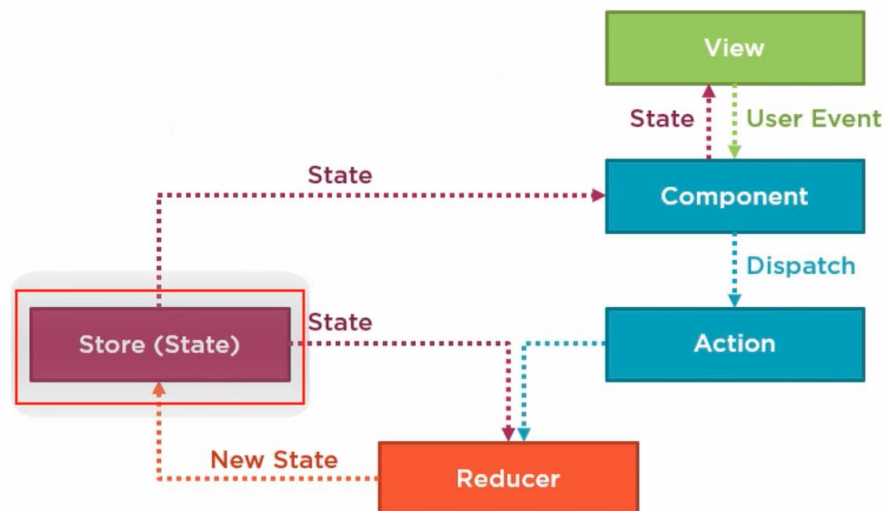 View
State
User Event
State
Component
Dispatch
Store (State)
State
Action
New State
Reducer